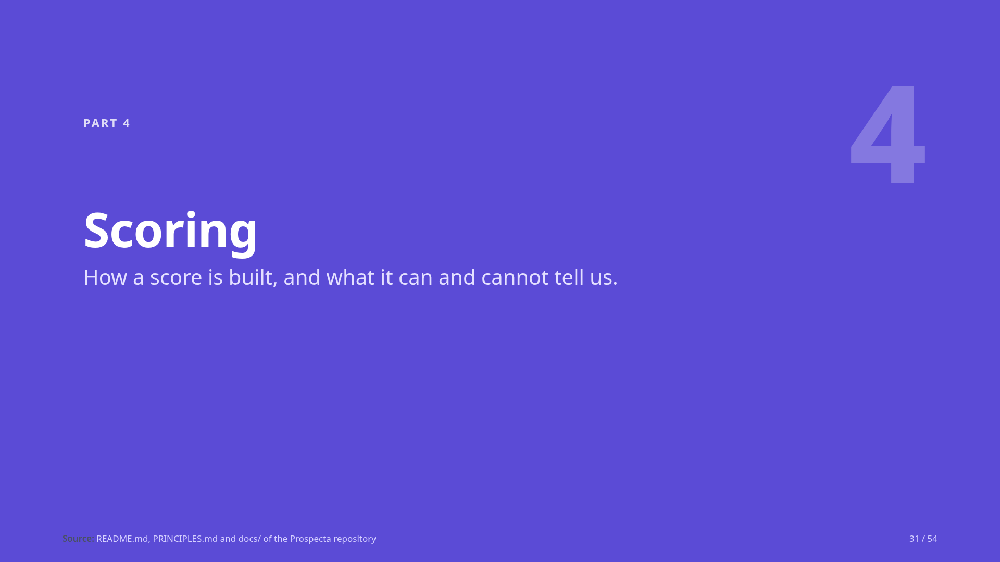 PART 4
4
Scoring
How a score is built, and what it can and cannot tell us.
Source: README.md, PRINCIPLES.md and docs/ of the Prospecta repository
31 / 54